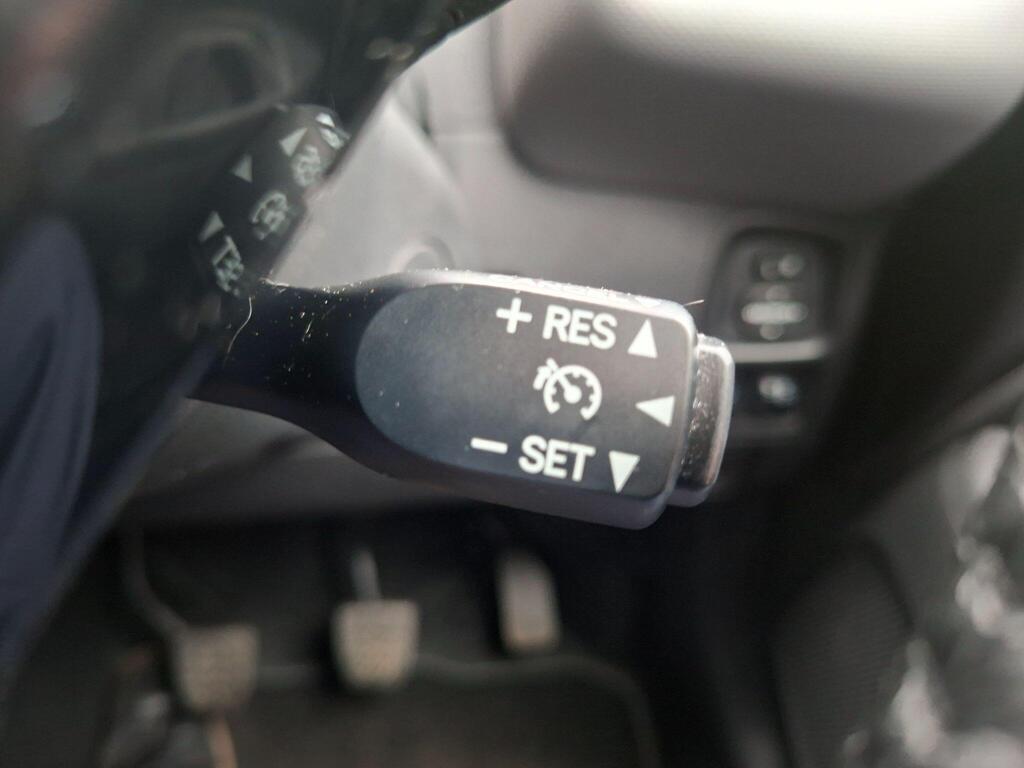 + RES ▲
◀
− SET ▼